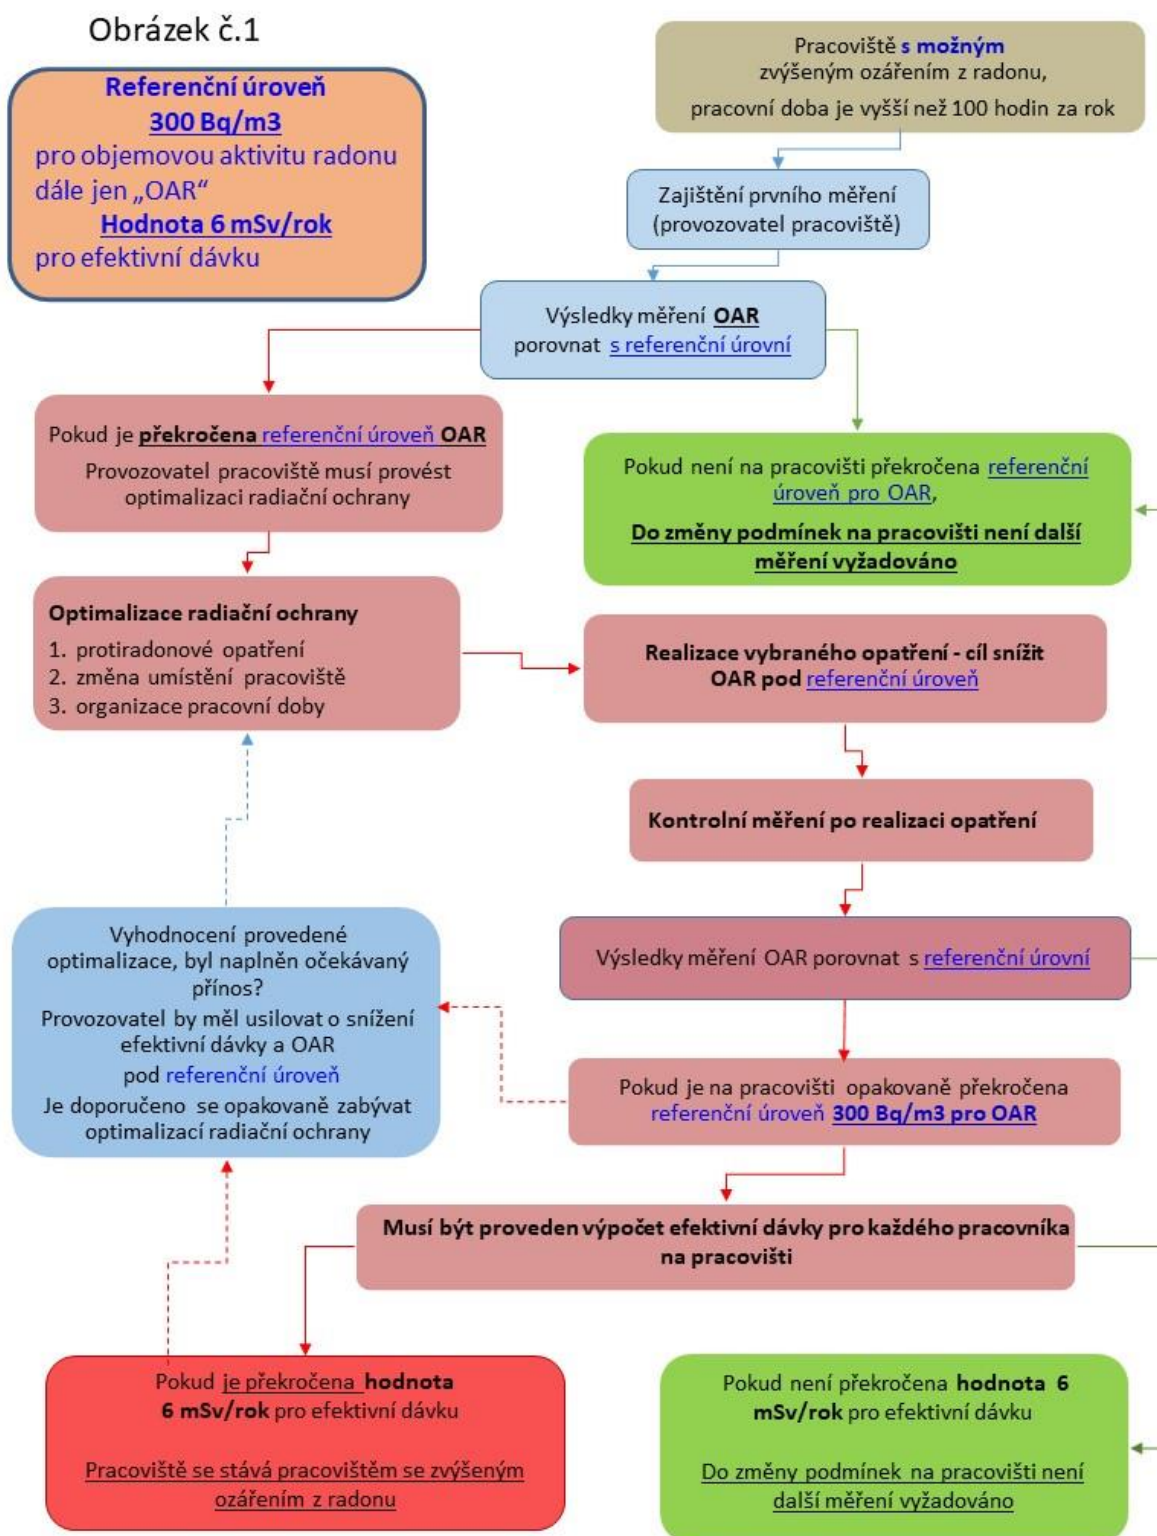 Obrázek č.1
Referenční úroveň
300 Bq/m3
pro objemovou aktivitu radonu
dále jen „OAR“
Hodnota 6 mSv/rok
pro efektivní dávku
Pracoviště s možným
zvýšeným ozářením z radonu,
pracovní doba je vyšší než 100 hodin za rok
Zajištění prvního měření
(provozovatel pracoviště)
Výsledky měření OAR
porovnat s referenční úrovní
Pokud je překročena referenční úroveň OAR
Provozovatel pracoviště musí provést
optimalizaci radiační ochrany
Pokud není na pracovišti překročena referenční
úroveň pro OAR,
Do změny podmínek na pracovišti není další
měření vyžadováno
Optimalizace radiační ochrany
1. protiradonové opatření
2. změna umístění pracoviště
3. organizace pracovní doby
Realizace vybraného opatření - cíl snížit
OAR pod referenční úroveň
Kontrolní měření po realizaci opatření
Výsledky měření OAR porovnat s referenční úrovní
Vyhodnocení provedené
optimalizace, byl naplněn očekávaný
přínos?
Provozovatel by měl usilovat o snížení
efektivní dávky a OAR
pod referenční úroveň
Je doporučeno se opakovaně zabývat
optimalizací radiační ochrany
Pokud je na pracovišti opakovaně překročena
referenční úroveň 300 Bq/m3 pro OAR
Musí být proveden výpočet efektivní dávky pro každého pracovníka
na pracovišti
Pokud je překročena hodnota
6 mSv/rok pro efektivní dávku
Pracoviště se stává pracovištěm se zvýšeným
ozářením z radonu
Pokud není překročena hodnota 6
mSv/rok pro efektivní dávku
Do změny podmínek na pracovišti není
další měření vyžadováno